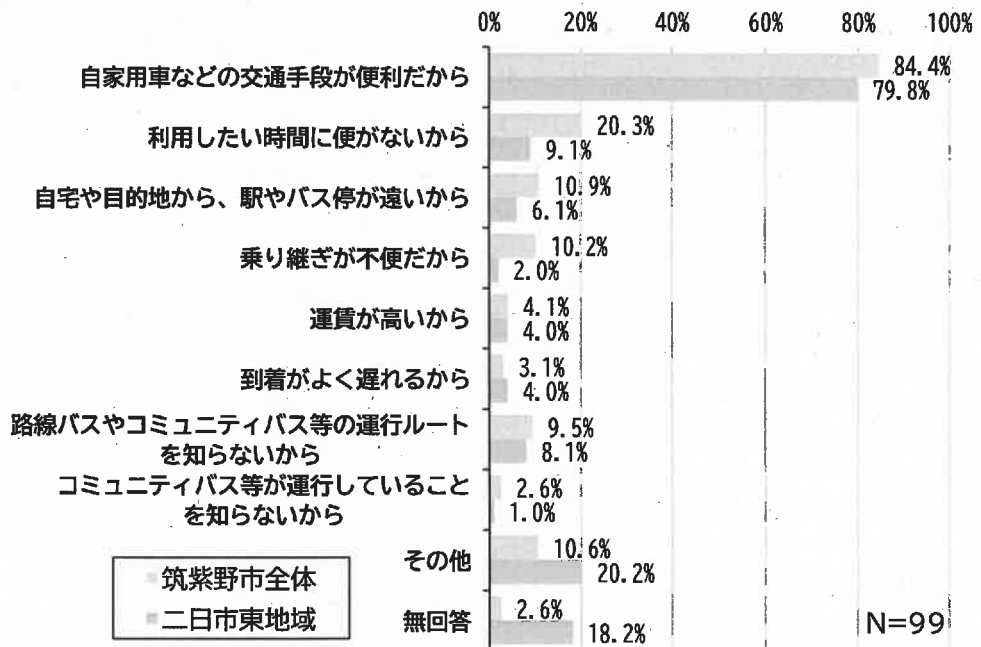 0% 20% 40% 60% 80% 100%
自家用車などの交通手段が便利だから
84.4%
79.8%
利用したい時間に便がないから
20.3%
9.1%
自宅や目的地から、駅やバス停が遠いから
10.9%
6.1%
乗り継ぎが不便だから
10.2%
2.0%
運賃が高いから
4.1%
4.0%
到着がよく遅れるから
3.1%
4.0%
路線バスやコミュニティバス等の運行ルート
を知らないから
9.5%
8.1%
コミュニティバス等が運行していること
を知らないから
2.6%
1.0%
その他
10.6%
20.2%
無回答
2.6%
18.2%
筑紫野市全体
二日市東地域
N=99